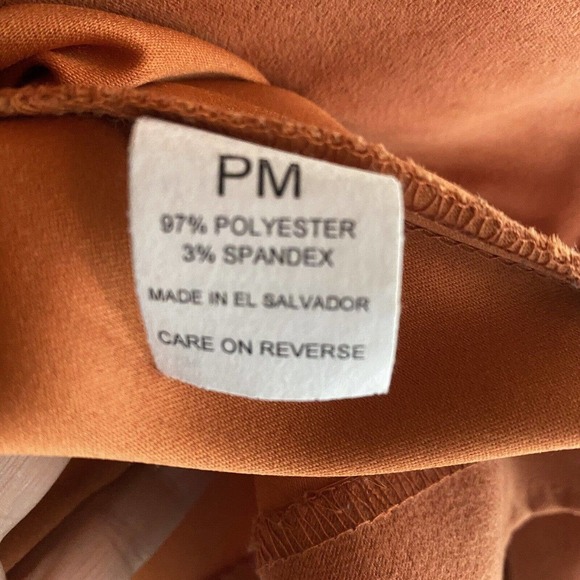 PM
97% POLYESTER
3% SPANDEX
MADE IN EL SALVADOR
CARE ON REVERSE